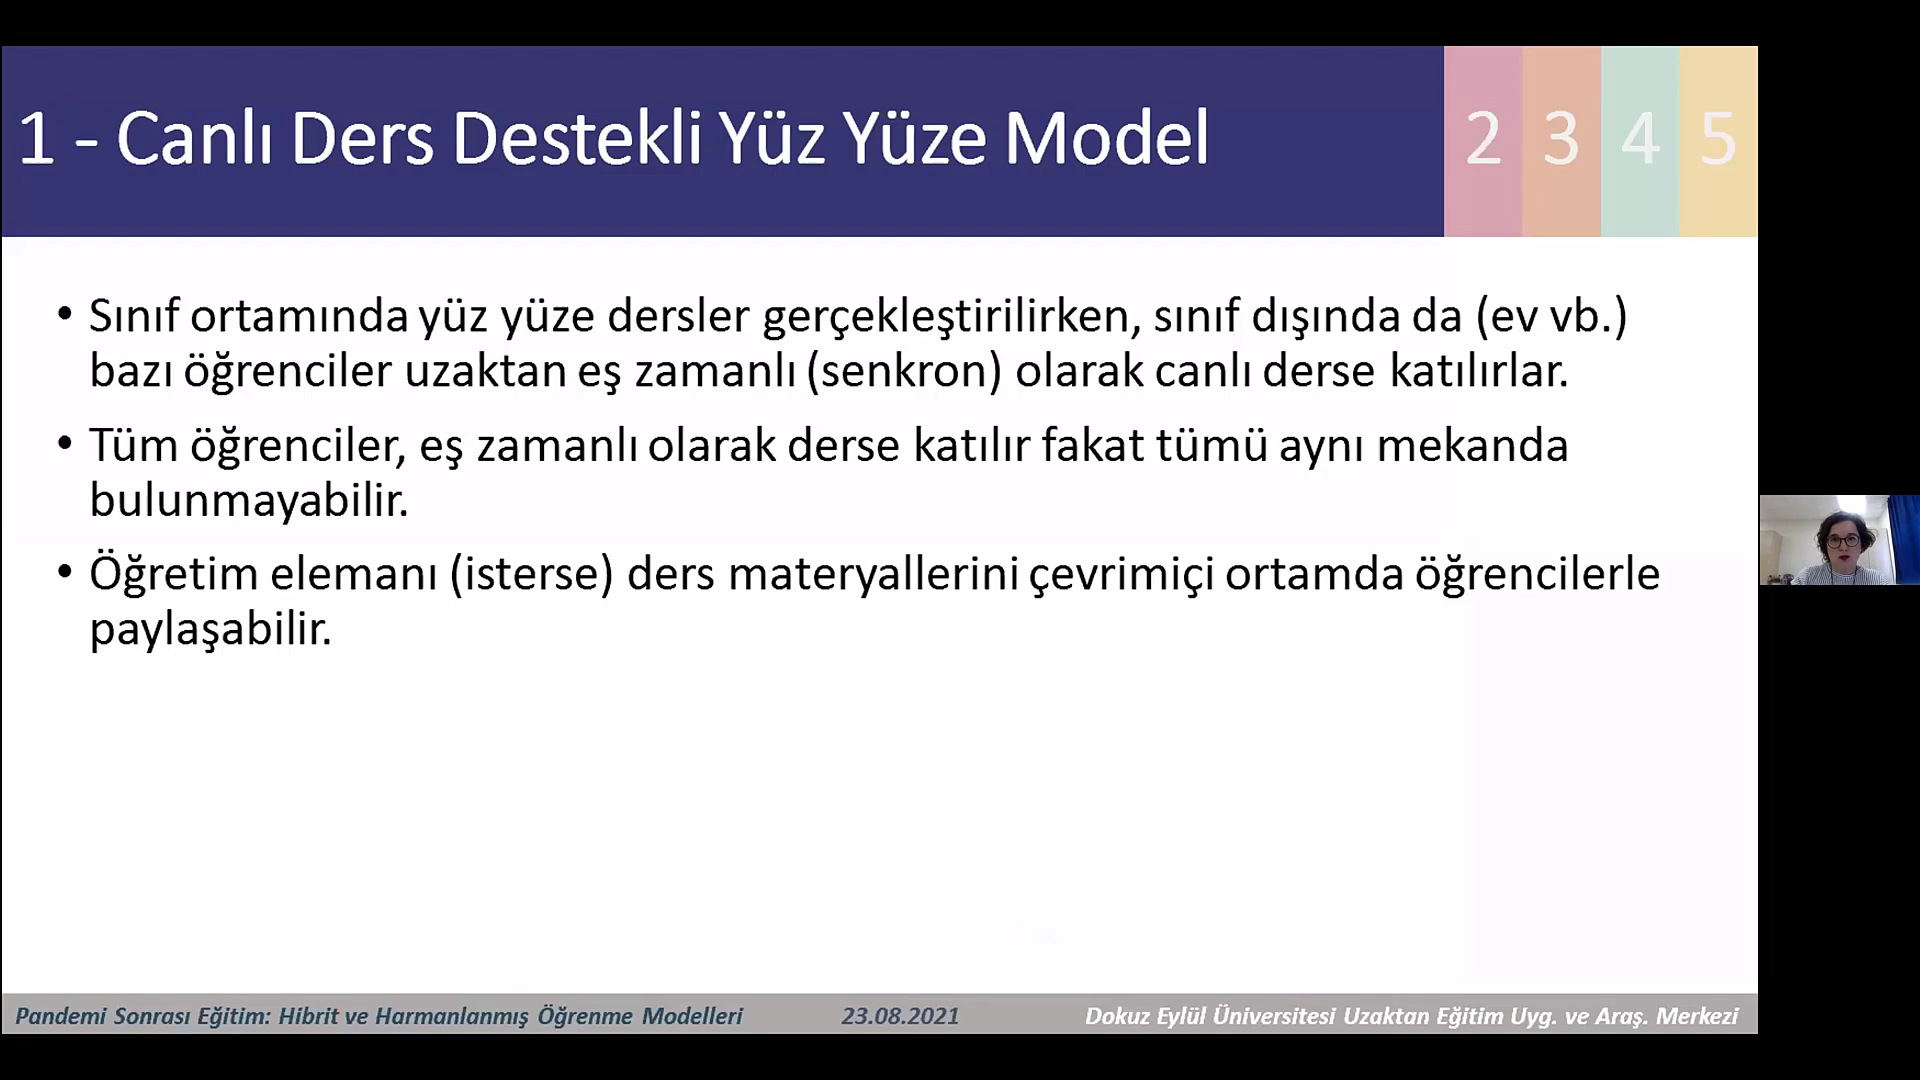 1 - Canlı Ders Destekli Yüz Yüze Model
2 3 4 5
• Sınıf ortamında yüz yüze dersler gerçekleştirilirken, sınıf dışında da (ev vb.)
bazı öğrenciler uzaktan eş zamanlı (senkron) olarak canlı derse katılırlar.
• Tüm öğrenciler, eş zamanlı olarak derse katılır fakat tümü aynı mekanda
bulunmayabilir.
• Öğretim elemanı (isterse) ders materyallerini çevrimiçi ortamda öğrencilerle
paylaşabilir.
Pandemi Sonrası Eğitim: Hibrit ve Harmanlanmış Öğrenme Modelleri 23.08.2021 Dokuz Eylül Üniversitesi Uzaktan Eğitim Uyg. ve Araş. Merkezi